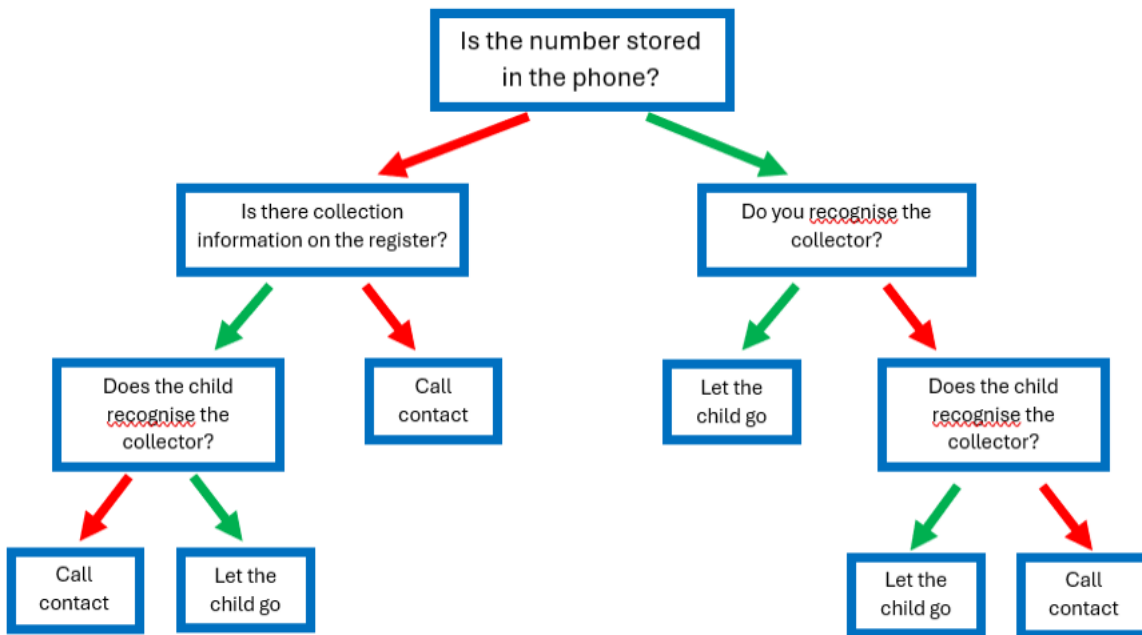 Is the number stored
in the phone?
Is there collection
information on the register?
Do you recognise the
collector?
Does the child
recognise the
collector?
Call
contact
Let the
child go
Does the child
recognise the
collector?
Call
contact
Let the
child go
Let the
child go
Call
contact